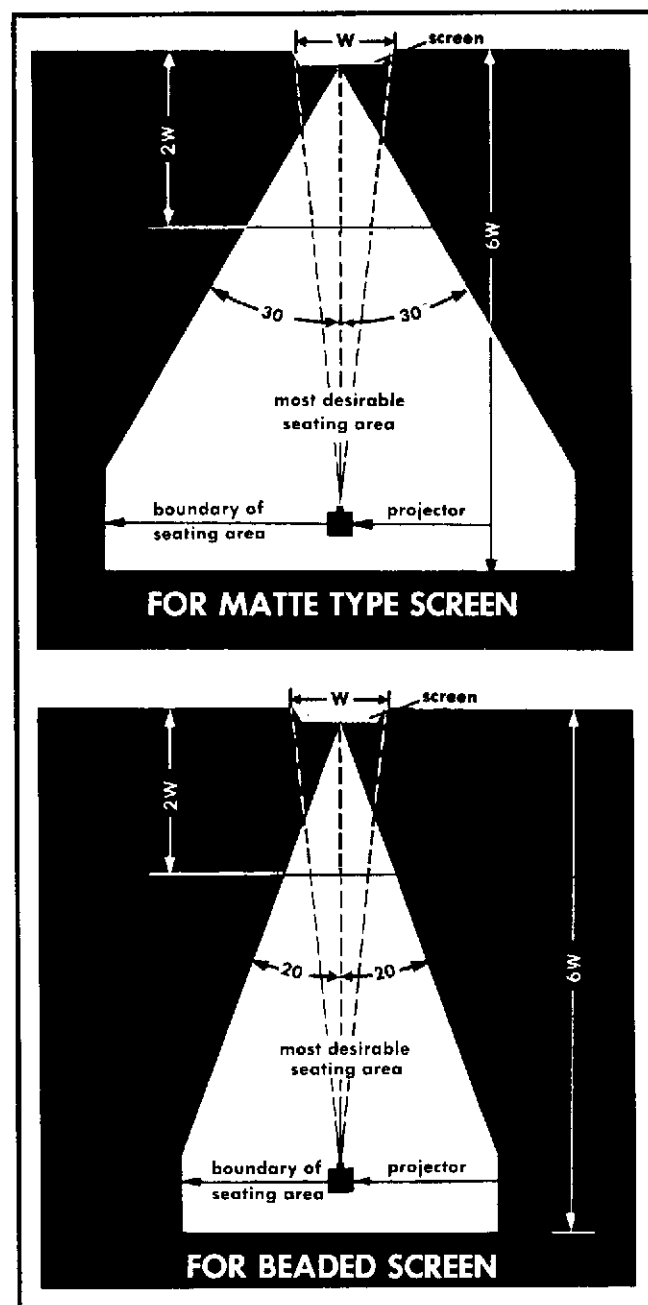 W
screen
2W
6W
30
30
most desirable
seating area
boundary of
seating area
projector
FOR MATTE TYPE SCREEN
W
screen
2W
6W
20
20
most desirable
seating area
boundary of
seating area
projector
FOR BEADED SCREEN